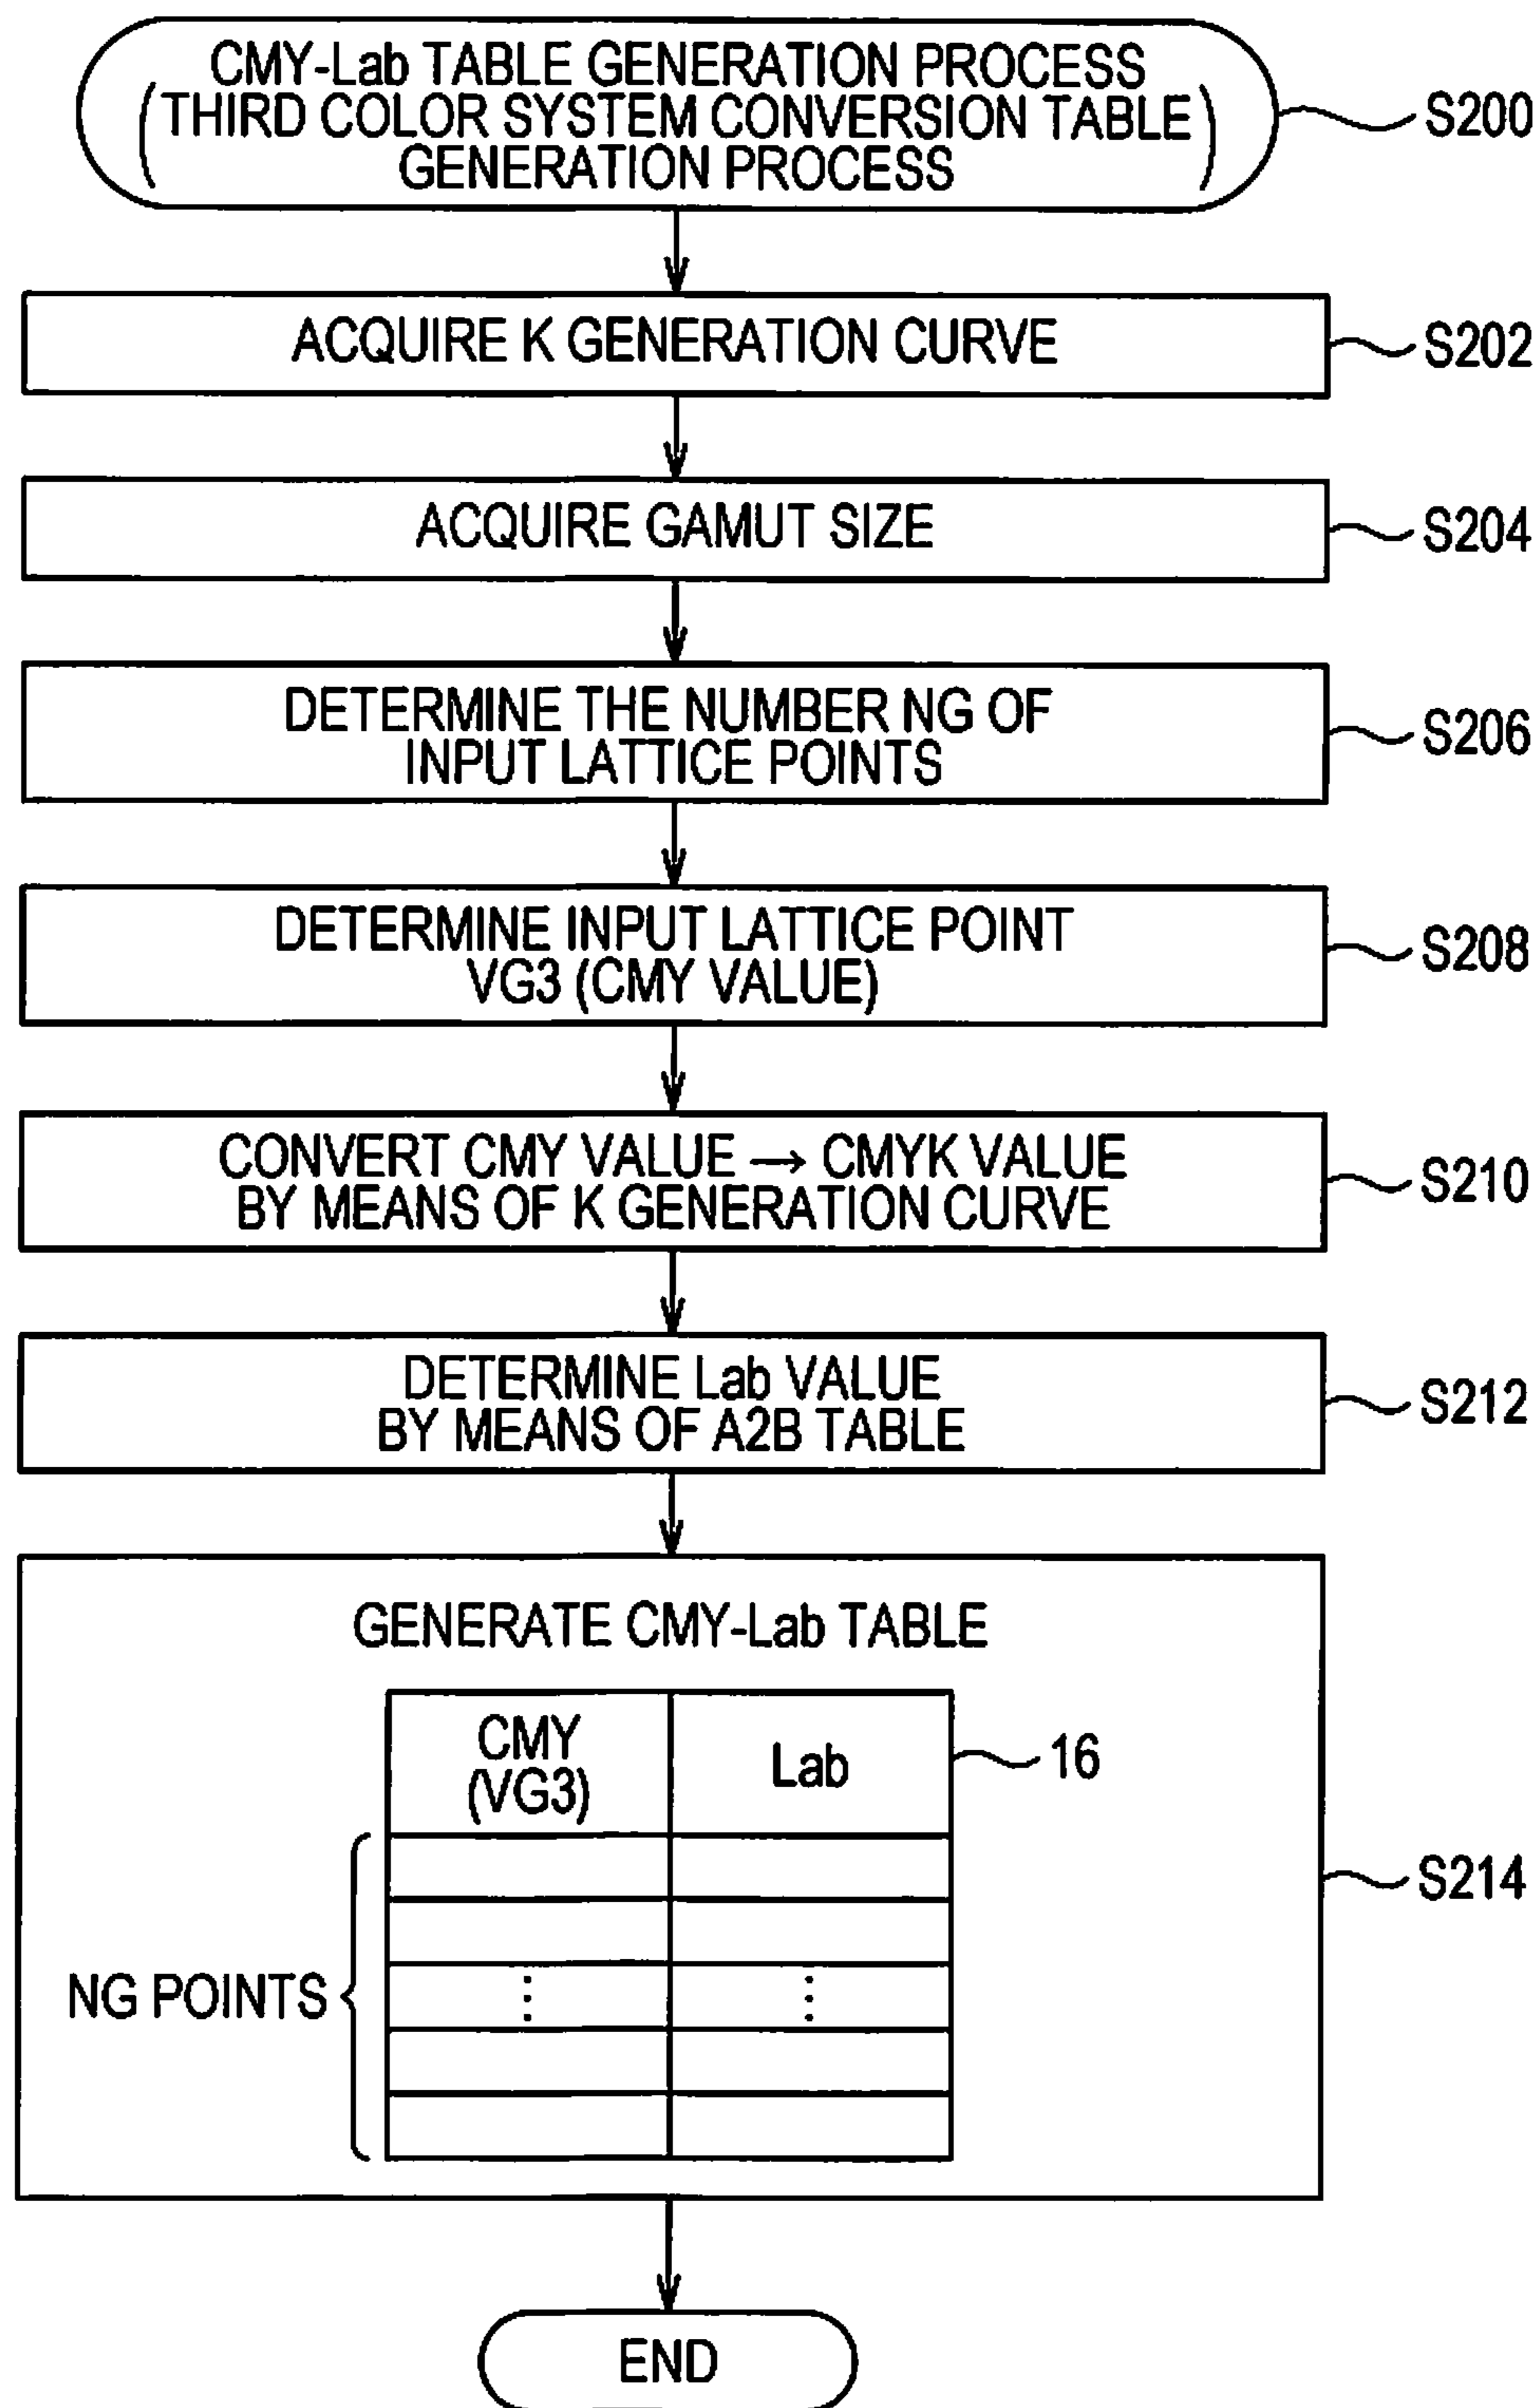 CMY-Lab TABLE GENERATION PROCESS
(THIRD COLOR SYSTEM CONVERSION TABLE
GENERATION PROCESS)
S200
ACQUIRE K GENERATION CURVE
S202
ACQUIRE GAMUT SIZE
S204
DETERMINE THE NUMBER NG OF
INPUT LATTICE POINTS
S206
DETERMINE INPUT LATTICE POINT
VG3 (CMY VALUE)
S208
CONVERT CMY VALUE → CMYK VALUE
BY MEANS OF K GENERATION CURVE
S210
DETERMINE Lab VALUE
BY MEANS OF A2B TABLE
S212
GENERATE CMY-Lab TABLE
CMY
(VG3)
Lab
16
S214
NG POINTS
END